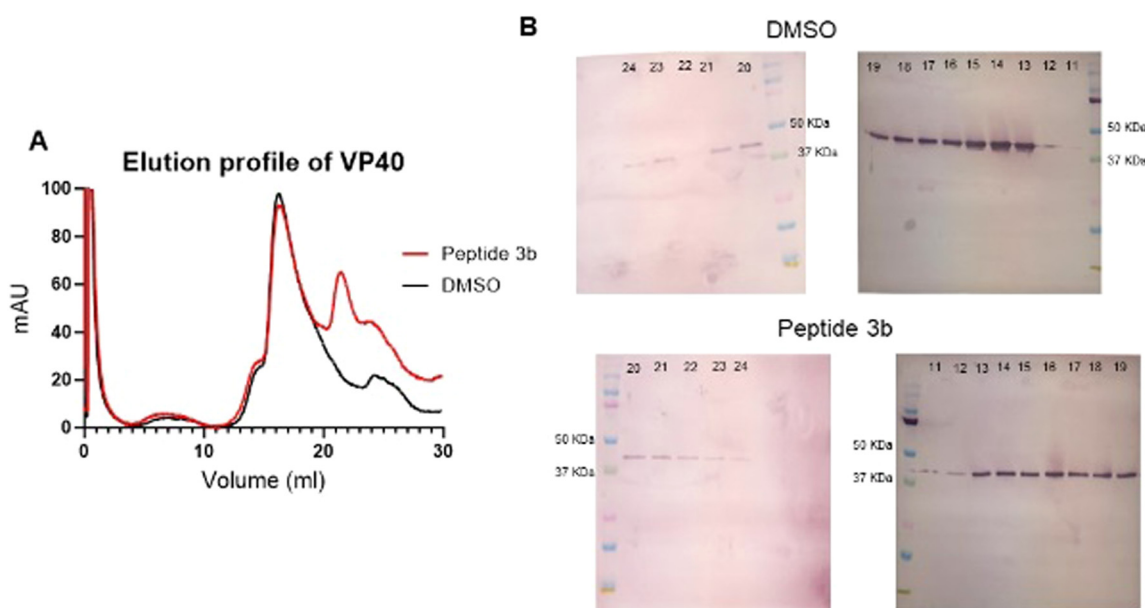 A
Elution profile of VP40
mAU
100
80
60
40
20
0
0
10
20
30
Volume (ml)
Peptide 3b
DMSO
B
DMSO
24 23 22 21 20
50 KDa
37 KDa
19 18 17 16 15 14 13 12 11
50 KDa
37 KDa
Peptide 3b
20 21 22 23 24
50 KDa
37 KDa
11 12 13 14 15 16 17 18 19
50 KDa
37 KDa